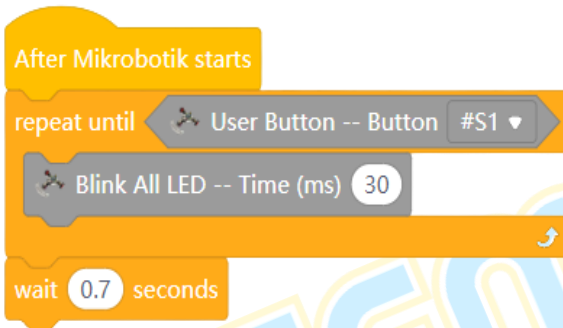 After Mikrobotik starts
repeat until User Button -- Button #S1
Blink All LED -- Time (ms) 30
wait 0.7 seconds